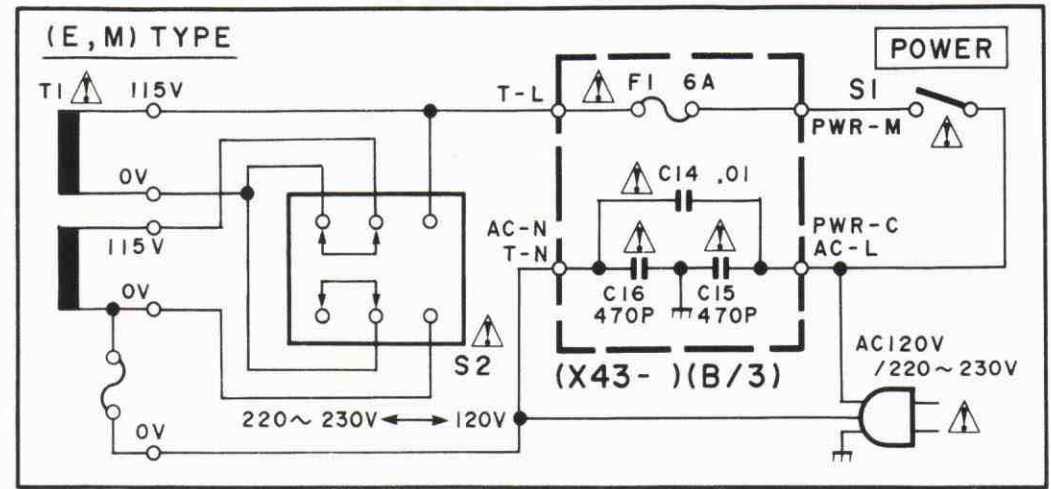 (E,M) TYPE
POWER
T1 115V
0V
115V
0V
0V
T-L
F1 6A
S1
PWR-M
C14 .01
AC-N
T-N
PWR-C
AC-L
C16
470P
C15
470P
S2
(X43- )(B/3)
AC120V
/220~230V
220~230V 120V